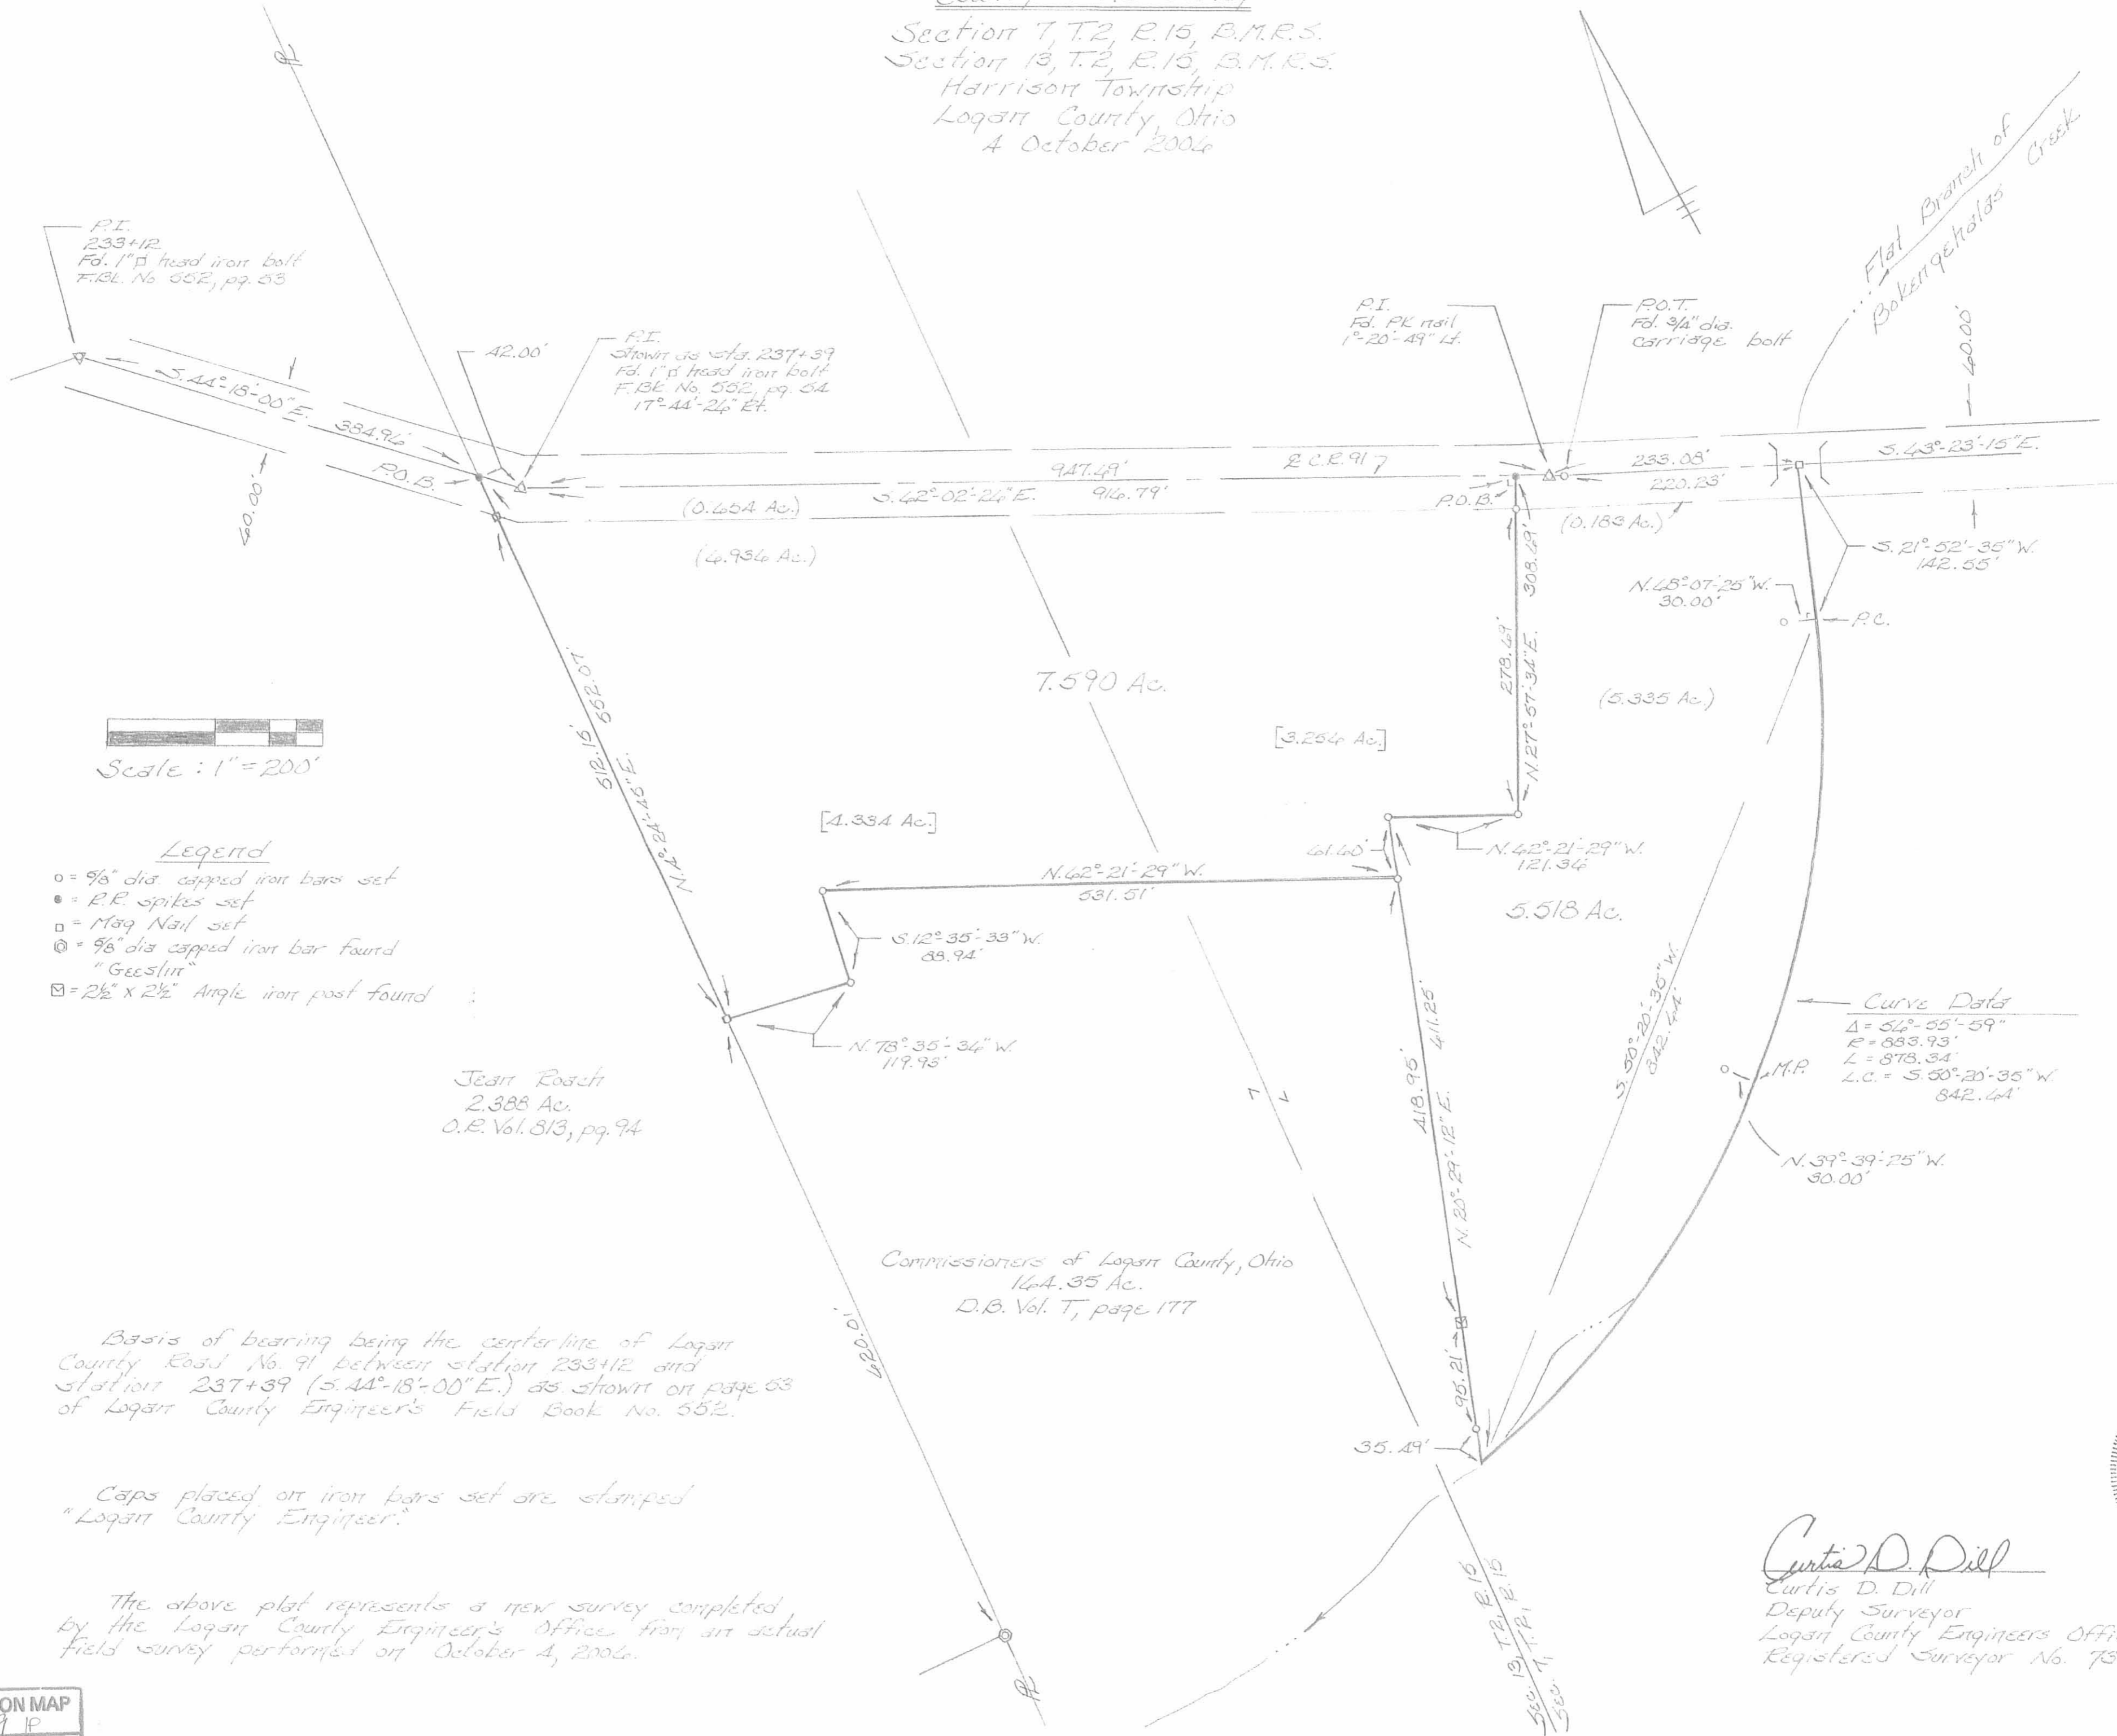 Section 7, T.2, R.15, B.M.R.S.
Section 13, T.2, R.15, B.M.R.S.
Harrison Township
Logan County, Ohio
4 October 2006
Flat Branch of
Bokengehalas Creek
P.I.
233+12
Fd. 1"⌀ head iron bolt
F.Bk. No 552, pg. 53
42.00'
P.I.
Shown as sta. 237+39
Fd. 1"⌀ head iron bolt
F.Bk. No. 552, pg. 54
17°-44'-26" Rt.
P.I.
Fd. PK nail
1°-20'-49" Lt.
P.O.T.
Fd. 3/4" dia.
carriage bolt
60.00'
S.44°-18'-00"E.
384.96'
P.O.B.
60.00'
947.69'
℄ C.R. 91
S.62°-02'-26"E. 916.79'
(0.654 Ac.)
(6.936 Ac.)
P.O.B.
233.08'
220.23'
S.63°-23'-15"E.
(0.183 Ac.)
S.21°-52'-35"W.
142.55'
N.68°-07'-25"W.
30.00'
P.C.
278.69' 308.69'
N.27°-57'-34"E.
512.15' 552.07'
N.4°-24'-45"E.
7.590 Ac.
(5.335 Ac.)
[3.256 Ac.]
[4.334 Ac.]
Scale : 1" = 200'
Legend
○ = 5/8" dia. capped iron bars set
● = R.R. spikes set
□ = Mag Nail set
◎ = 5/8" dia capped iron bar found
"Geeslin"
= 2½" x 2½" Angle iron post found
N.62°-21'-29" W.
531.51'
61.60'
N.62°-21'-29" W.
121.36'
5.518 Ac.
S.12°-35'-33" W.
88.94'
N.78°-35'-36" W.
119.93'
418.95' 411.25'
N.20°-29'-12" E.
S.50°-20'-35" W.
842.64'
Curve Data
Δ = 56°-55'-59"
R = 883.93'
L = 878.34'
L.C. = S.50°-20'-35" W.
842.64'
M.P.
N.39°-39'-25" W.
30.00'
Jean Roach
2.388 Ac.
O.R. Vol. 813, pg. 94
7
Commissioners of Logan County, Ohio
164.35 Ac.
D.B. Vol. T, page 177
620.0'
95.21'
35.49'
Basis of bearing being the centerline of Logan
County Road No. 91 between station 233+12 and
station 237+39 (S.44°-18'-00"E.) as shown on page 53
of Logan County Engineer's Field Book No. 552.
Caps placed on iron bars set are stamped
"Logan County Engineer."
The above plat represents a new survey completed
by the Logan County Engineer's Office from an actual
field survey performed on October 4, 2006.
Sec. 13, T.2, R.15
Sec. 7, T.2, R.15
Curtis D. Dill
Curtis D. Dill
Deputy Surveyor
Logan County Engineers Offi
Registered Surveyor No. 73
ON MAP